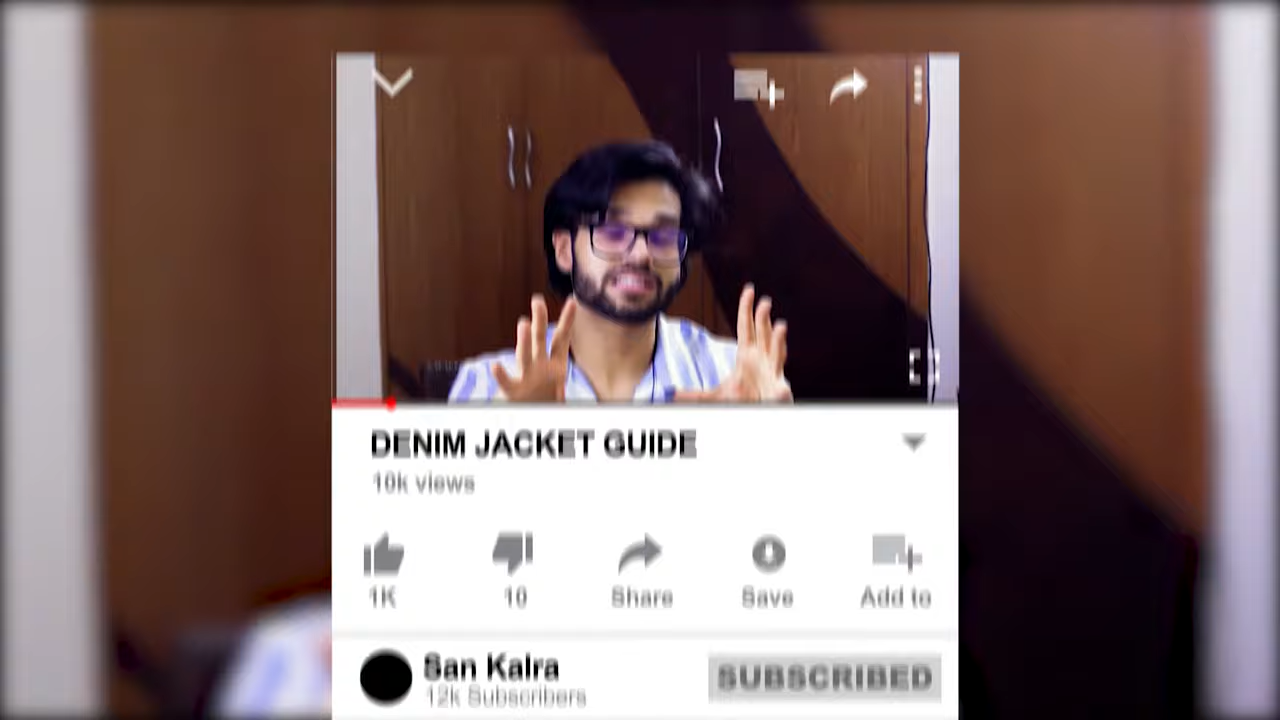 DENIM JACKET GUIDE
10k views
1K
10
Share
Save
Add to
San Kalra
12k Subscribers
SUBSCRIBED